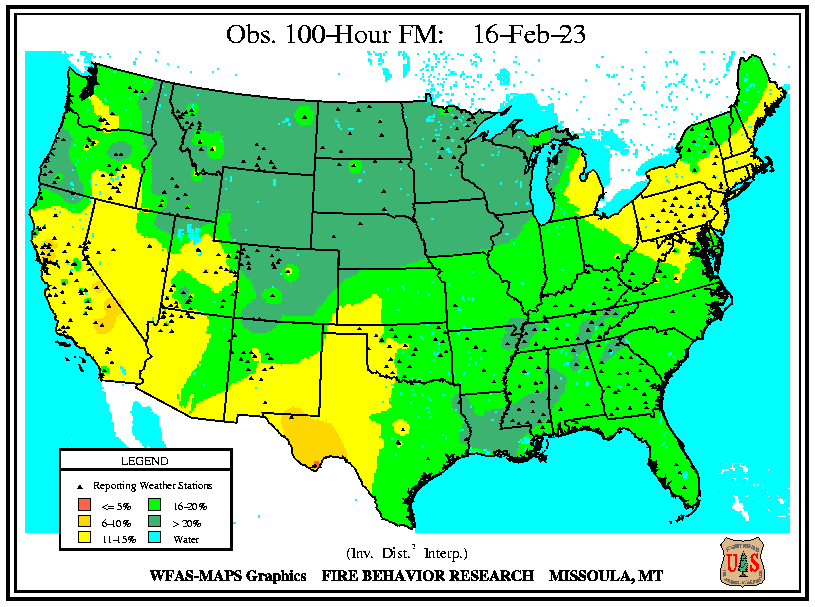 Obs. 100-Hour FM: 16-Feb-23
LEGEND
Reporting Weather Stations
<= 5%
16-20%
6-10%
> 20%
11-15%
Water
(Inv. Dist.² Interp.)
WFAS-MAPS Graphics FIRE BEHAVIOR RESEARCH MISSOULA, MT
US